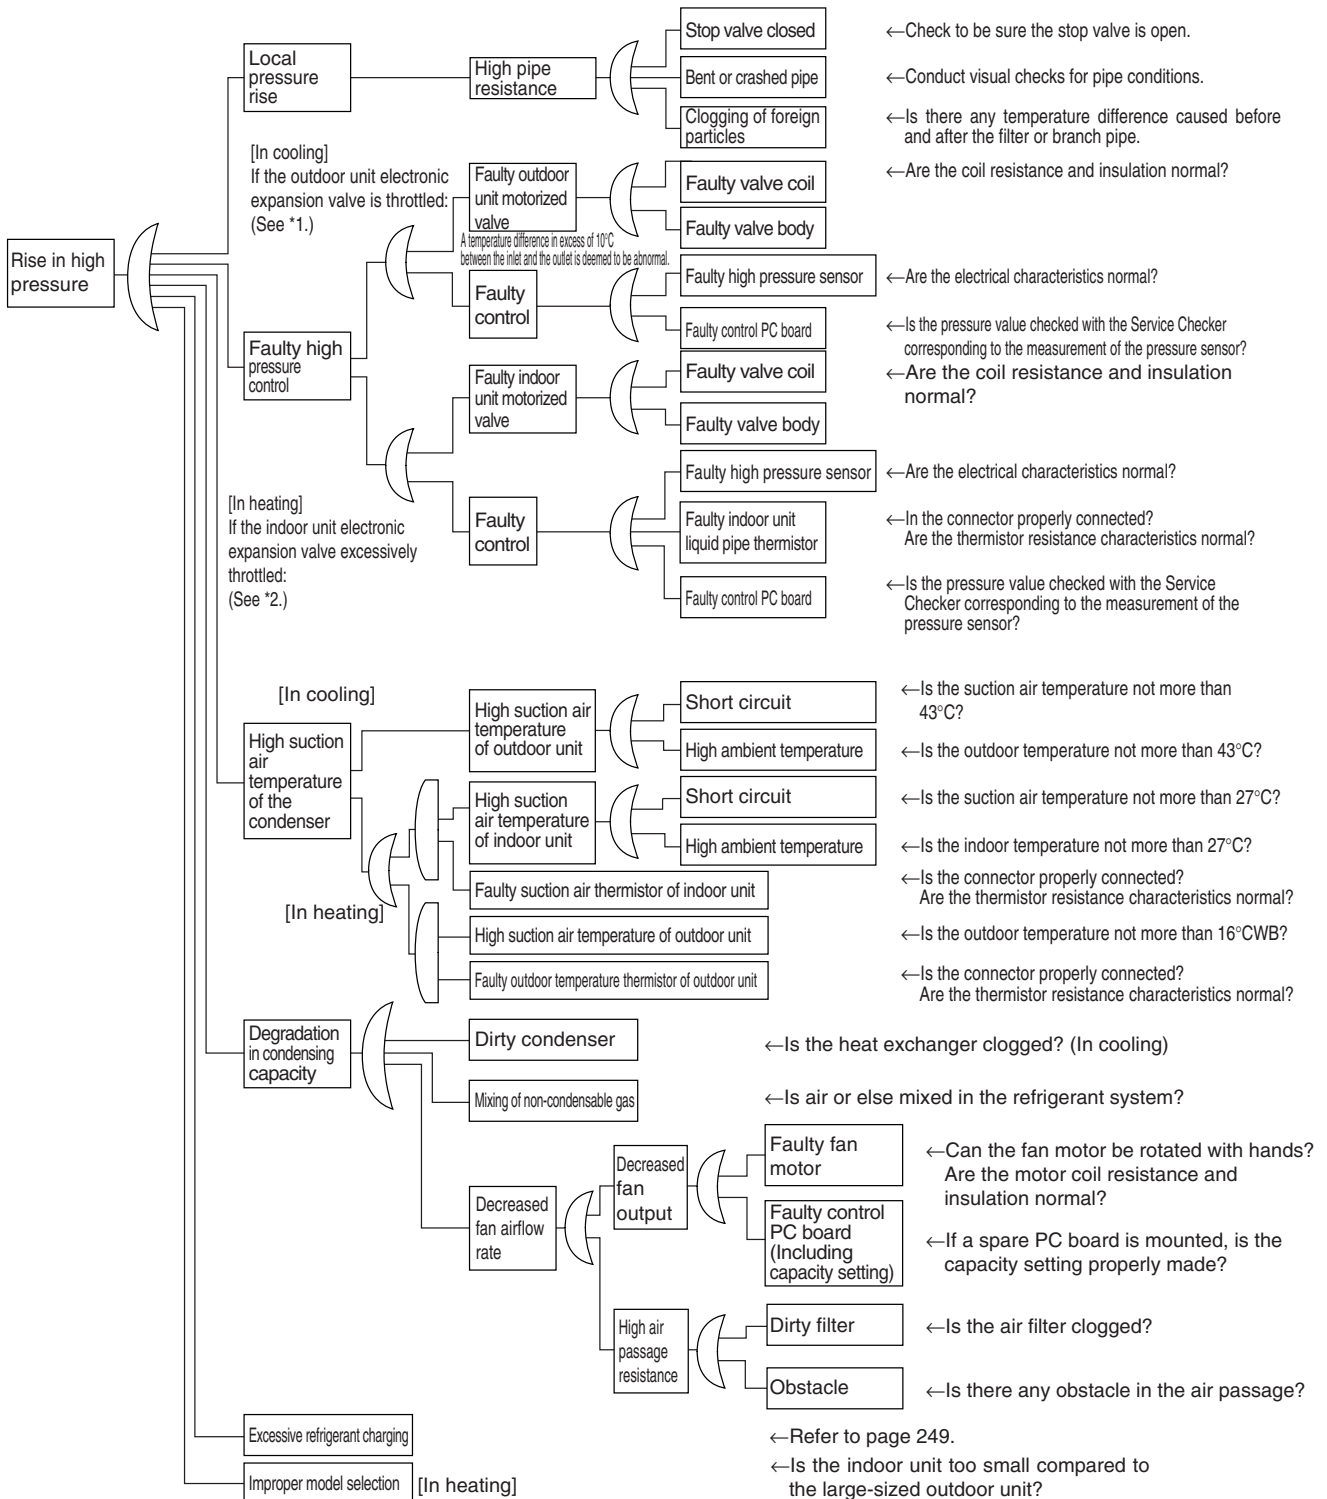 Rise in high
pressure
Local
pressure
rise
High pipe
resistance
Stop valve closed
←Check to be sure the stop valve is open.
Bent or crashed pipe
←Conduct visual checks for pipe conditions.
Clogging of foreign
particles
←Is there any temperature difference caused before
and after the filter or branch pipe.
[In cooling]
If the outdoor unit electronic
expansion valve is throttled:
(See *1.)
Faulty high
pressure
control
Faulty outdoor
unit motorized
valve
A temperature difference in excess of 10°C
between the inlet and the outlet is deemed to be abnormal.
Faulty valve coil
←Are the coil resistance and insulation normal?
Faulty valve body
Faulty
control
Faulty high pressure sensor
←Are the electrical characteristics normal?
Faulty control PC board
←Is the pressure value checked with the Service Checker
corresponding to the measurement of the pressure sensor?
Faulty indoor
unit motorized
valve
Faulty valve coil
←Are the coil resistance and insulation
normal?
Faulty valve body
[In heating]
If the indoor unit electronic
expansion valve excessively
throttled:
(See *2.)
Faulty
control
Faulty high pressure sensor
←Are the electrical characteristics normal?
Faulty indoor unit
liquid pipe thermistor
←In the connector properly connected?
Are the thermistor resistance characteristics normal?
Faulty control PC board
←Is the pressure value checked with the Service
Checker corresponding to the measurement of the
pressure sensor?
[In cooling]
High suction
air
temperature
of the
condenser
High suction air
temperature
of outdoor unit
Short circuit
←Is the suction air temperature not more than
43°C?
High ambient temperature
←Is the outdoor temperature not more than 43°C?
High suction
air temperature
of indoor unit
Short circuit
←Is the suction air temperature not more than 27°C?
High ambient temperature
←Is the indoor temperature not more than 27°C?
[In heating]
Faulty suction air thermistor of indoor unit
←Is the connector properly connected?
Are the thermistor resistance characteristics normal?
High suction air temperature of outdoor unit
←Is the outdoor temperature not more than 16°CWB?
Faulty outdoor temperature thermistor of outdoor unit
←Is the connector properly connected?
Are the thermistor resistance characteristics normal?
Degradation
in condensing
capacity
Dirty condenser
←Is the heat exchanger clogged? (In cooling)
Mixing of non-condensable gas
←Is air or else mixed in the refrigerant system?
Decreased
fan airflow
rate
Decreased
fan
output
Faulty fan
motor
←Can the fan motor be rotated with hands?
Are the motor coil resistance and
insulation normal?
Faulty control
PC board
(Including
capacity setting)
←If a spare PC board is mounted, is the
capacity setting properly made?
High air
passage
resistance
Dirty filter
←Is the air filter clogged?
Obstacle
←Is there any obstacle in the air passage?
Excessive refrigerant charging
←Refer to page 249.
Improper model selection
[In heating]
←Is the indoor unit too small compared to
the large-sized outdoor unit?